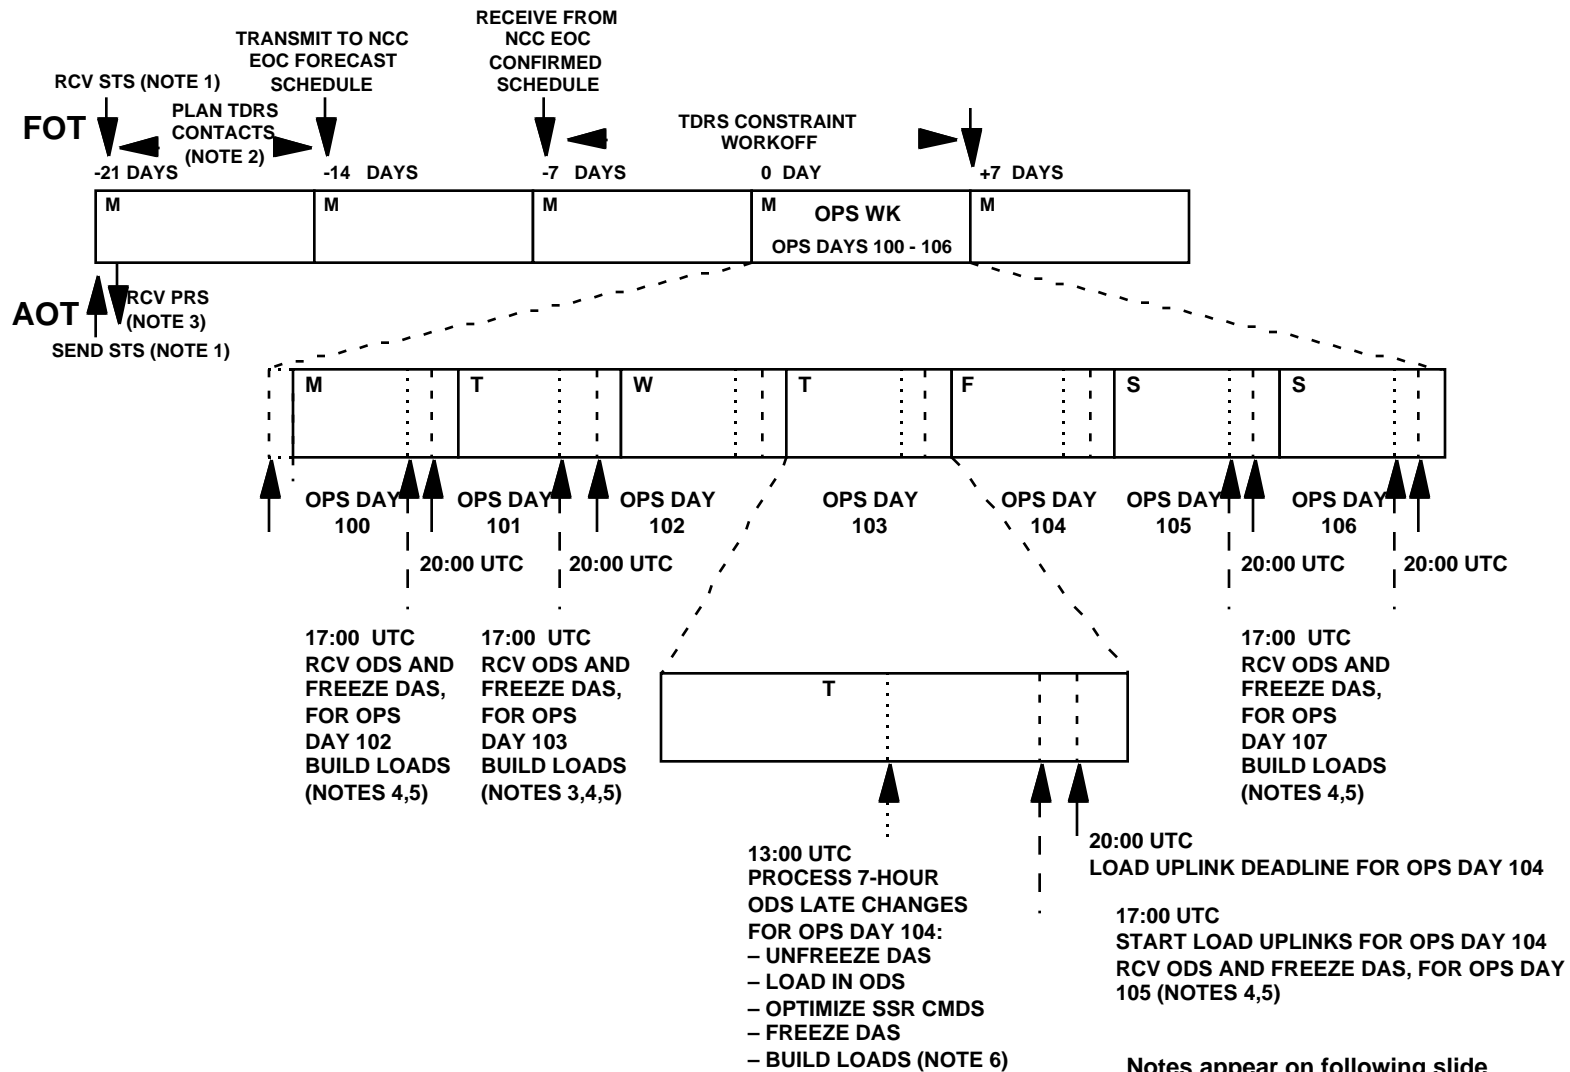 RECEIVE FROM
NCC EOC
CONFIRMED
SCHEDULE
TRANSMIT TO NCC
EOC FORECAST
SCHEDULE
RCV STS (NOTE 1)
PLAN TDRS
CONTACTS
(NOTE 2)
TDRS CONSTRAINT
WORKOFF
FOT
-21 DAYS
-14 DAYS
-7 DAYS
0 DAY
+7 DAYS
M
M
M
M
OPS WK
OPS DAYS 100 - 106
M
AOT
RCV PRS
(NOTE 3)
SEND STS (NOTE 1)
M
T
W
T
F
S
S
OPS DAY
100
OPS DAY
101
OPS DAY
102
OPS DAY
103
OPS DAY
104
OPS DAY
105
OPS DAY
106
20:00 UTC
20:00 UTC
20:00 UTC
20:00 UTC
17:00 UTC
RCV ODS AND
FREEZE DAS,
FOR OPS
DAY 102
BUILD LOADS
(NOTES 4,5)
17:00 UTC
RCV ODS AND
FREEZE DAS,
FOR OPS
DAY 103
BUILD LOADS
(NOTES 3,4,5)
17:00 UTC
RCV ODS AND
FREEZE DAS,
FOR OPS
DAY 107
BUILD LOADS
(NOTES 4,5)
T
13:00 UTC
PROCESS 7-HOUR
ODS LATE CHANGES
FOR OPS DAY 104:
– UNFREEZE DAS
– LOAD IN ODS
– OPTIMIZE SSR CMDS
– FREEZE DAS
– BUILD LOADS (NOTE 6)
20:00 UTC
LOAD UPLINK DEADLINE FOR OPS DAY 104
17:00 UTC
START LOAD UPLINKS FOR OPS DAY 104
RCV ODS AND FREEZE DAS, FOR OPS DAY
105 (NOTES 4,5)
Notes appear on following slide